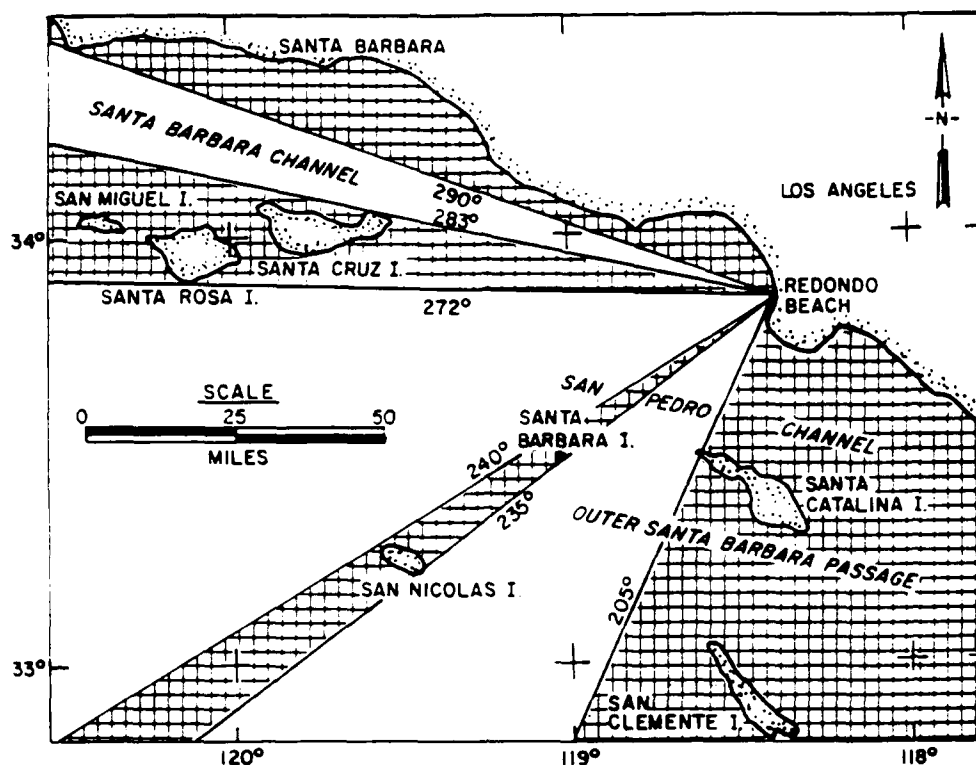 SANTA BARBARA
-N-
SANTA BARBARA CHANNEL
LOS ANGELES
290°
283°
SAN MIGUEL I.
34°
SANTA CRUZ I.
SANTA ROSA I.
272°
REDONDO
BEACH
SCALE
0 25 50
MILES
SAN PEDRO CHANNEL
SANTA
BARBARA I.
240°
235°
SANTA
CATALINA I.
OUTER SANTA BARBARA PASSAGE
SAN NICOLAS I.
205°
33°
SAN
CLEMENTE I.
120° 119° 118°